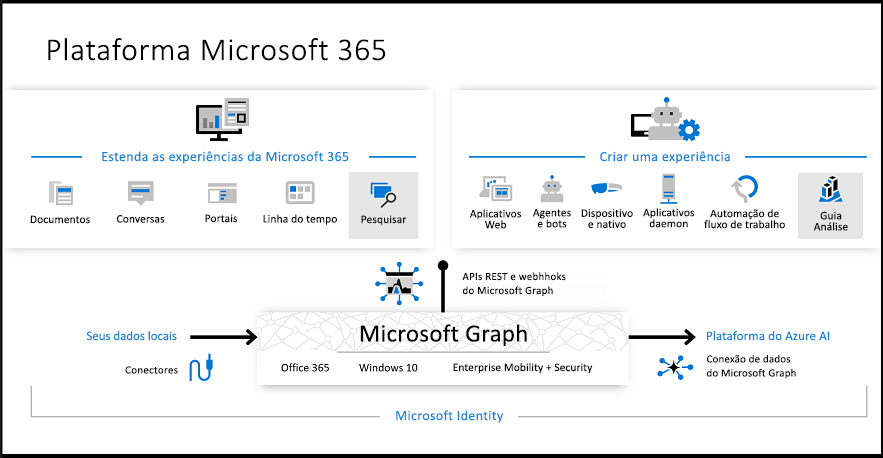 Plataforma Microsoft 365
Estenda as experiências da Microsoft 365
Documentos
Conversas
Portais
Linha do tempo
Pesquisar
Criar uma experiência
Aplicativos
Web
Agentes
e bots
Dispositivo
e nativo
Aplicativos
daemon
Automação de
fluxo de trabalho
Guia
Análise
APIs REST e webhhoks
do Microsoft Graph
Seus dados locais
Conectores
Microsoft Graph
Office 365
Windows 10
Enterprise Mobility + Security
Plataforma do Azure AI
Conexão de dados
do Microsoft Graph
Microsoft Identity